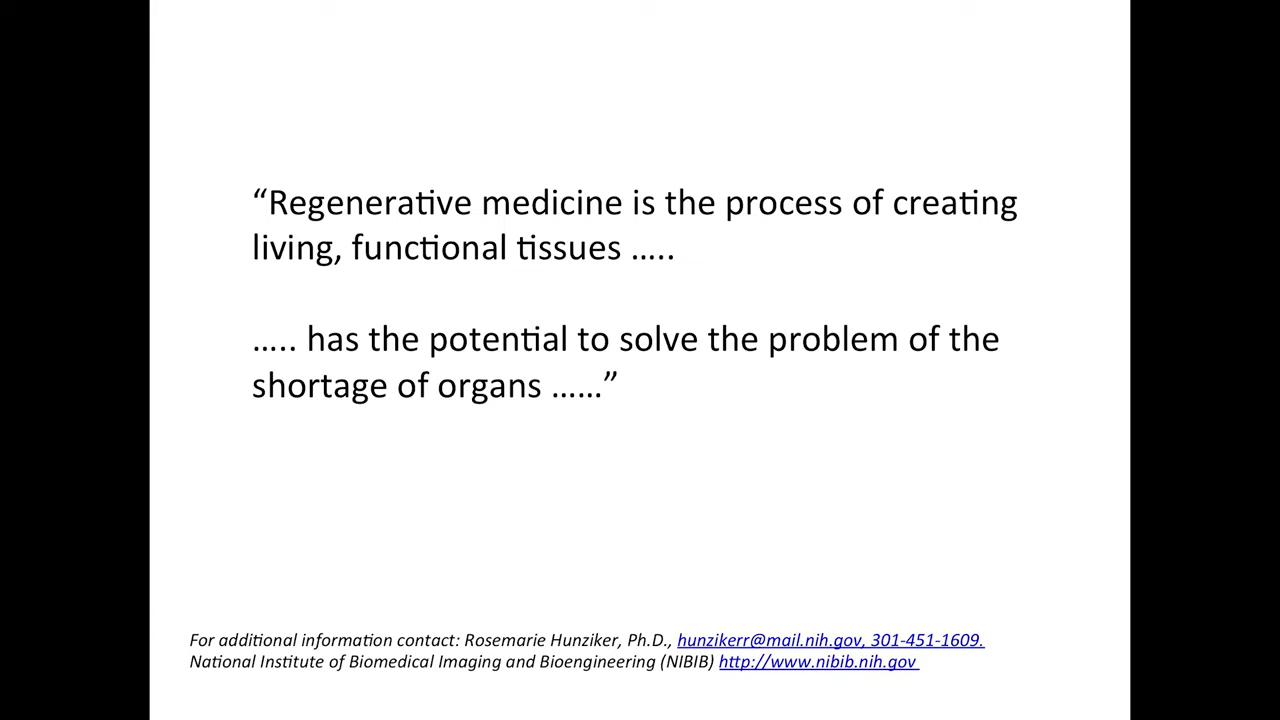 “Regenerative medicine is the process of creating
living, functional tissues …..
….. has the potential to solve the problem of the
shortage of organs ……”
For additional information contact: Rosemarie Hunziker, Ph.D., hunzikerr@mail.nih.gov, 301-451-1609.
National Institute of Biomedical Imaging and Bioengineering (NIBIB) http://www.nibib.nih.gov